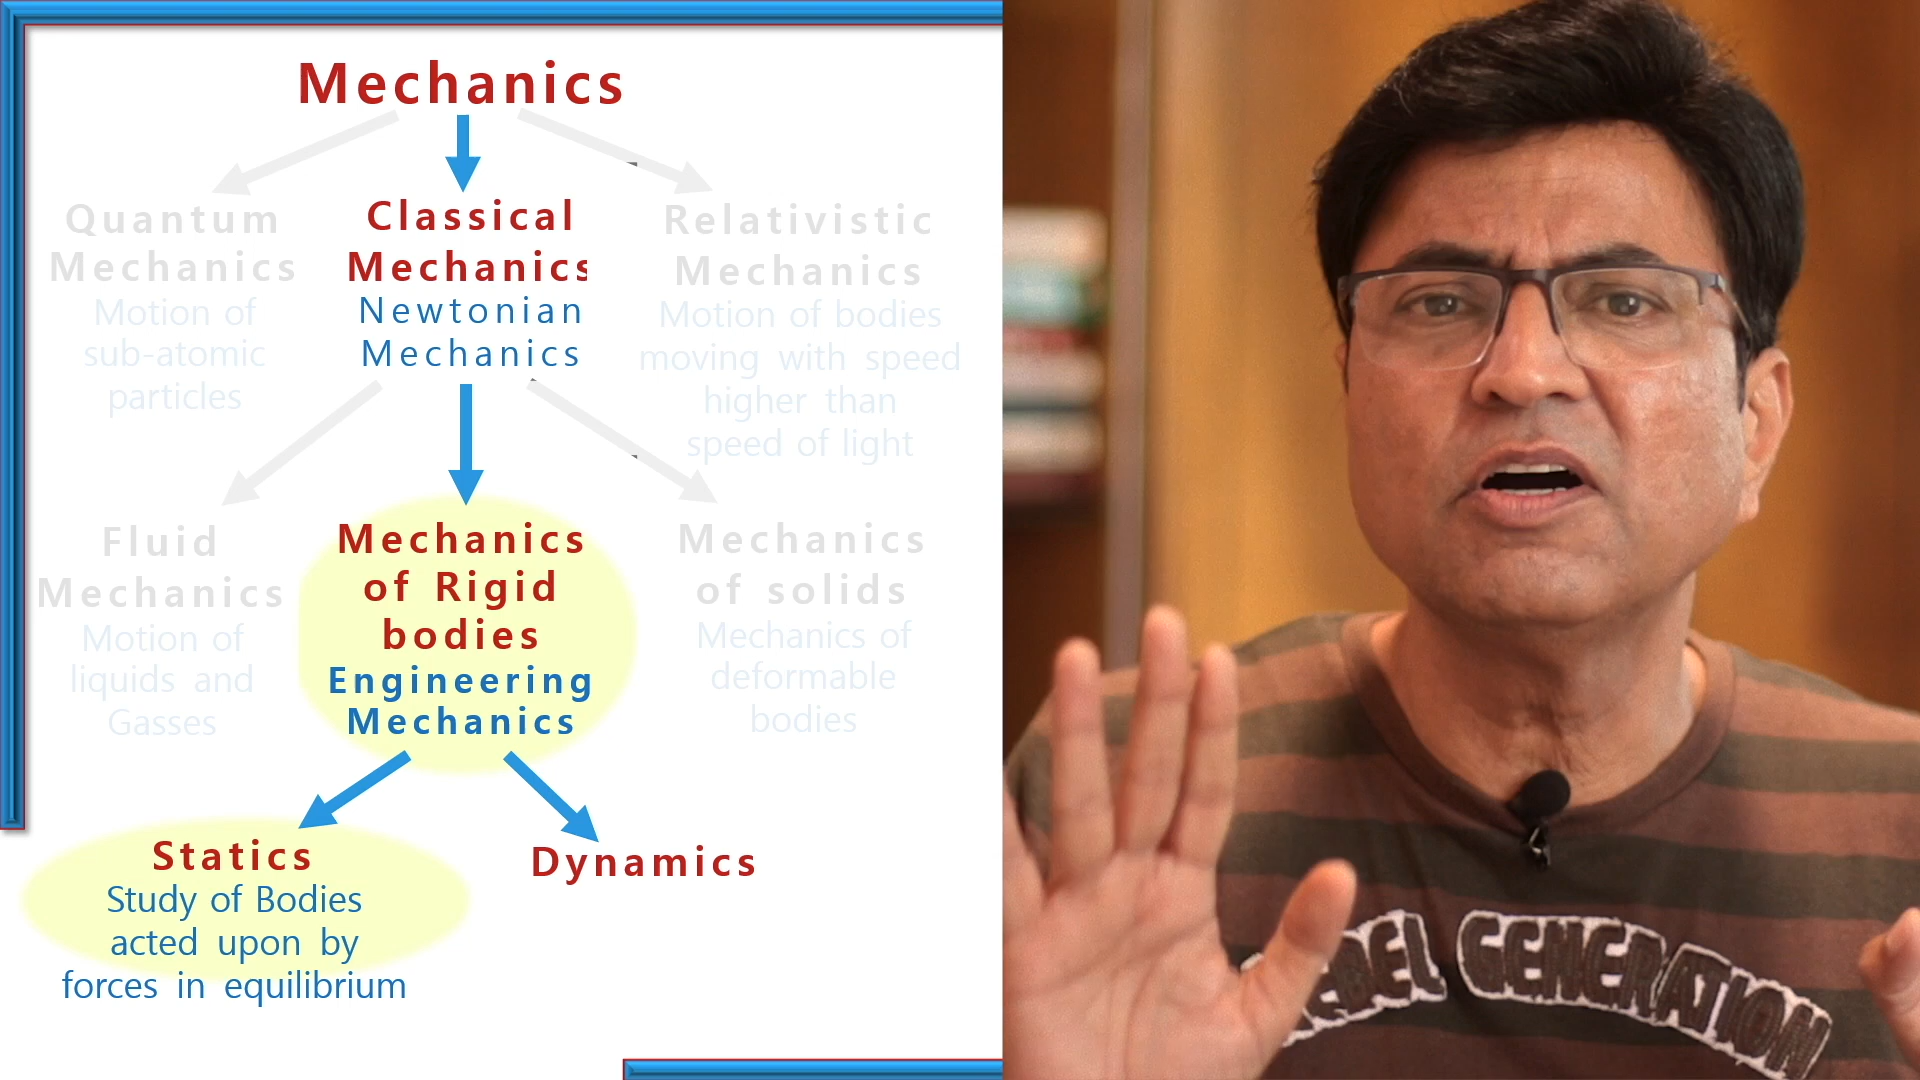 Mechanics
Quantum
Mechanics
Motion of
sub-atomic
particles
Classical
Mechanics
Newtonian
Mechanics
Relativistic
Mechanics
Motion of bodies
moving with speed
higher than
speed of light
Fluid
Mechanics
Motion of
liquids and
Gasses
Mechanics
of Rigid
bodies
Engineering
Mechanics
Mechanics
of solids
Mechanics of
deformable
bodies
Statics
Study of Bodies
acted upon by
forces in equilibrium
Dynamics
GENERATION